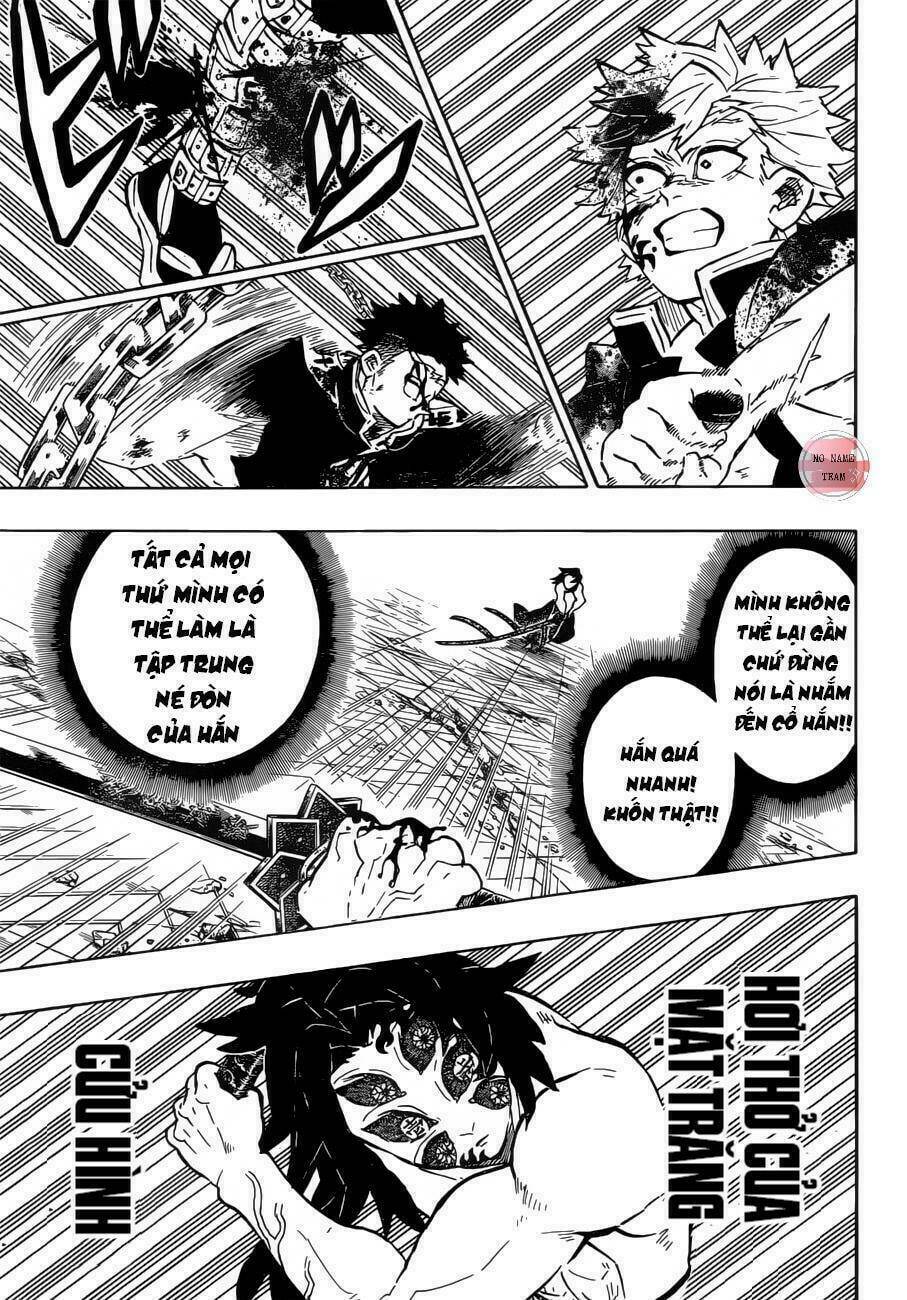 NO NAME
TEAM
MÌNH KHÔNG
THỂ LẠI GẦN
CHỨ ĐỪNG
NÓI LÀ NHẮM
ĐẾN CỔ HẮN!!
HẮN QUÁ
NHANH!
KHỐN THẬT!!
TẤT CẢ MỌI
THỨ MÌNH CÓ
THỂ LÀM LÀ
TẬP TRUNG
NÉ ĐÒN
CỦA HẮN
HƠI THỞ CỦA
MẶT TRĂNG
CỬU HÌNH